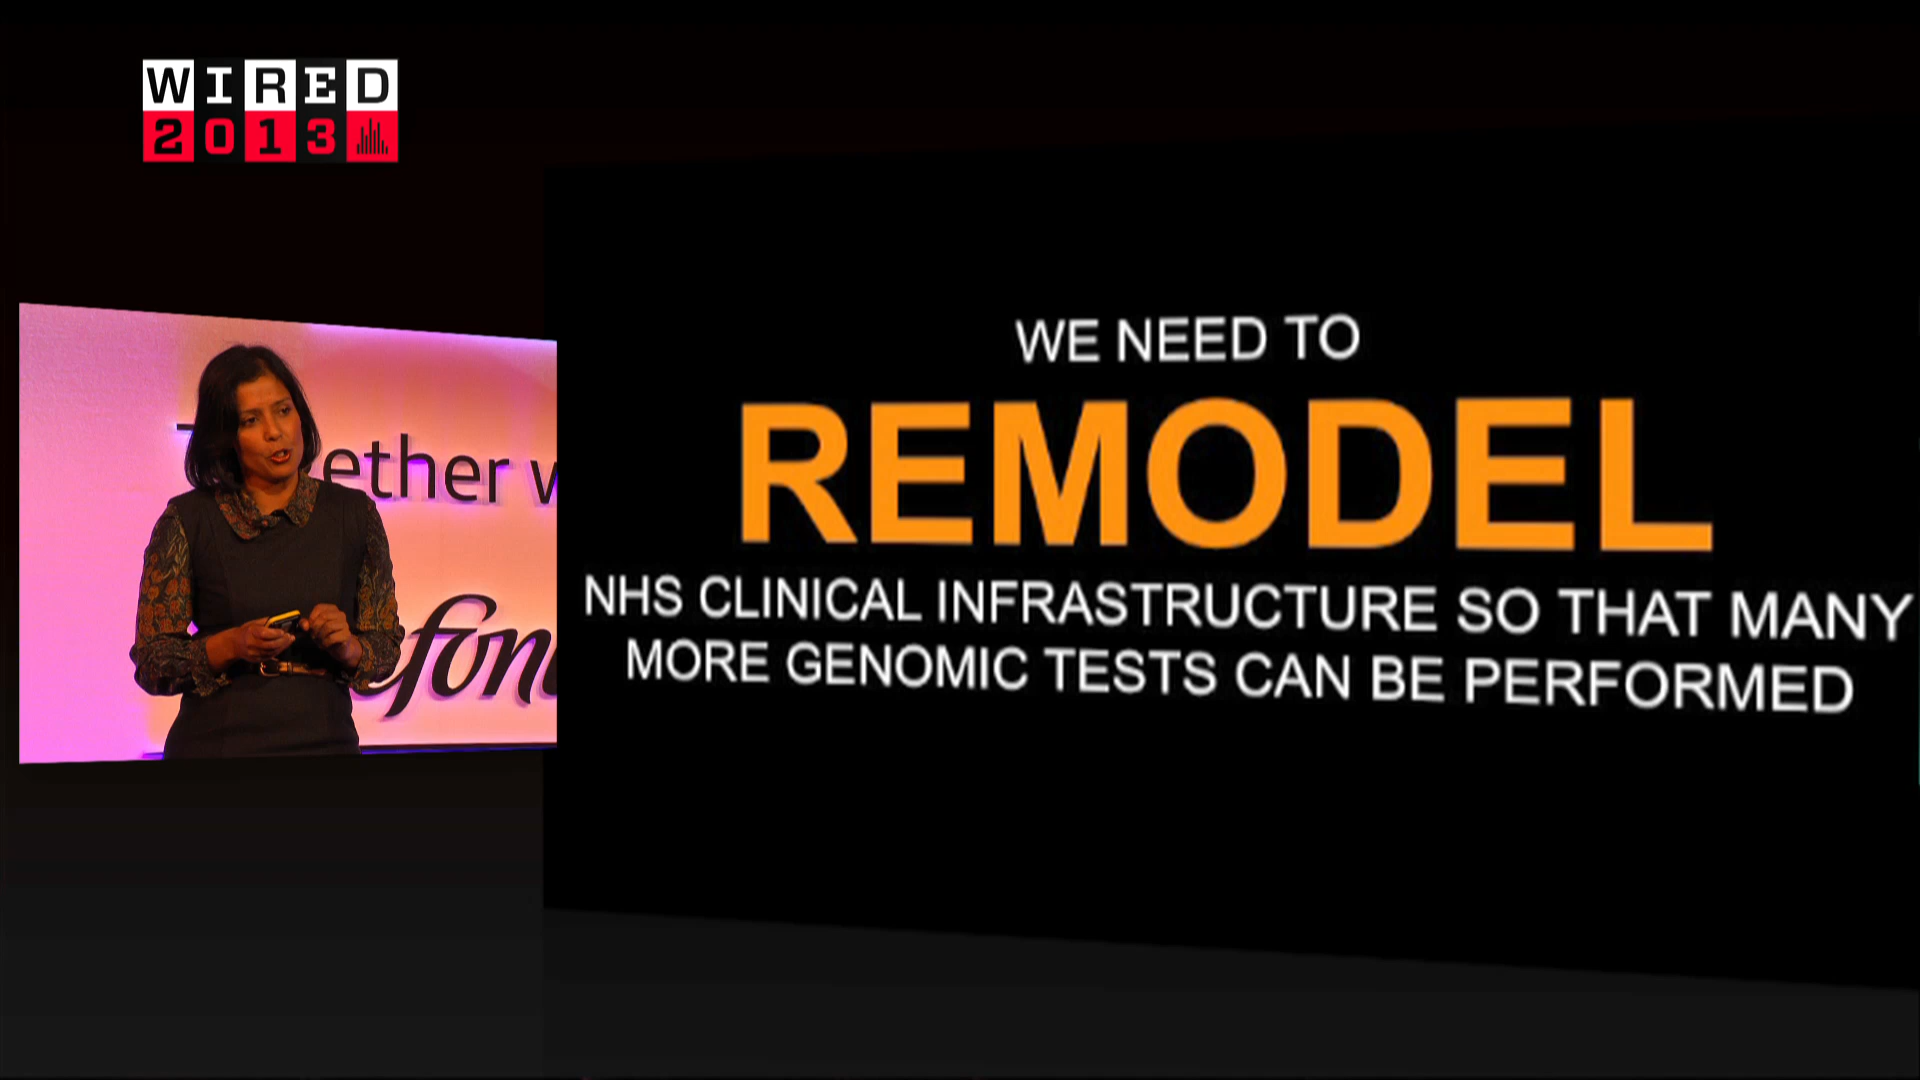 WIRED
2013
ether w
efon
WE NEED TO
REMODEL
NHS CLINICAL INFRASTRUCTURE SO THAT MANY
MORE GENOMIC TESTS CAN BE PERFORMED